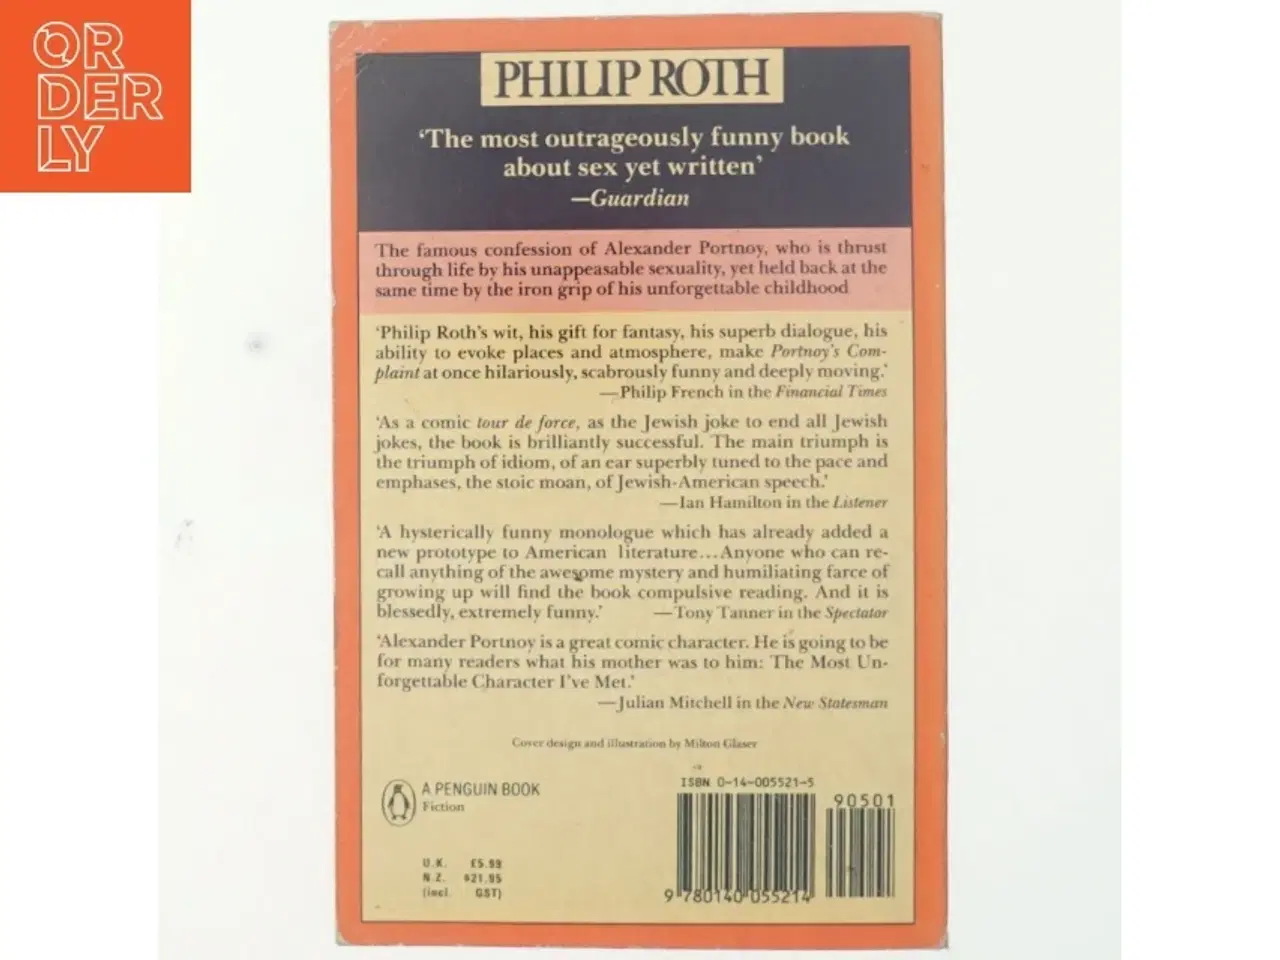 OR
DER
LY
PHILIP ROTH
‘The most outrageously funny book
about sex yet written’
—Guardian
The famous confession of Alexander Portnoy, who is thrust
through life by his unappeasable sexuality, yet held back at the
same time by the iron grip of his unforgettable childhood
‘Philip Roth’s wit, his gift for fantasy, his superb dialogue, his
ability to evoke places and atmosphere, make Portnoy’s Com-
plaint at once hilariously, scabrously funny and deeply moving.’
—Philip French in the Financial Times
‘As a comic tour de force, as the Jewish joke to end all Jewish
jokes, the book is brilliantly successful. The main triumph is
the triumph of idiom, of an ear superbly tuned to the pace and
emphases, the stoic moan, of Jewish-American speech.’
—Ian Hamilton in the Listener
‘A hysterically funny monologue which has already added a
new prototype to American literature...Anyone who can re-
call anything of the awesome mystery and humiliating farce of
growing up will find the book compulsive reading. And it is
blessedly, extremely funny.’ —Tony Tanner in the Spectator
‘Alexander Portnoy is a great comic character. He is going to be
for many readers what his mother was to him: The Most Un-
forgettable Character I’ve Met.’
—Julian Mitchell in the New Statesman
Cover design and illustration by Milton Glaser
A PENGUIN BOOK
Fiction
ISBN 0-14-005521-5
90501
U.K. £5.99
N.Z. $21.95
(incl. GST)
9 780140 055214